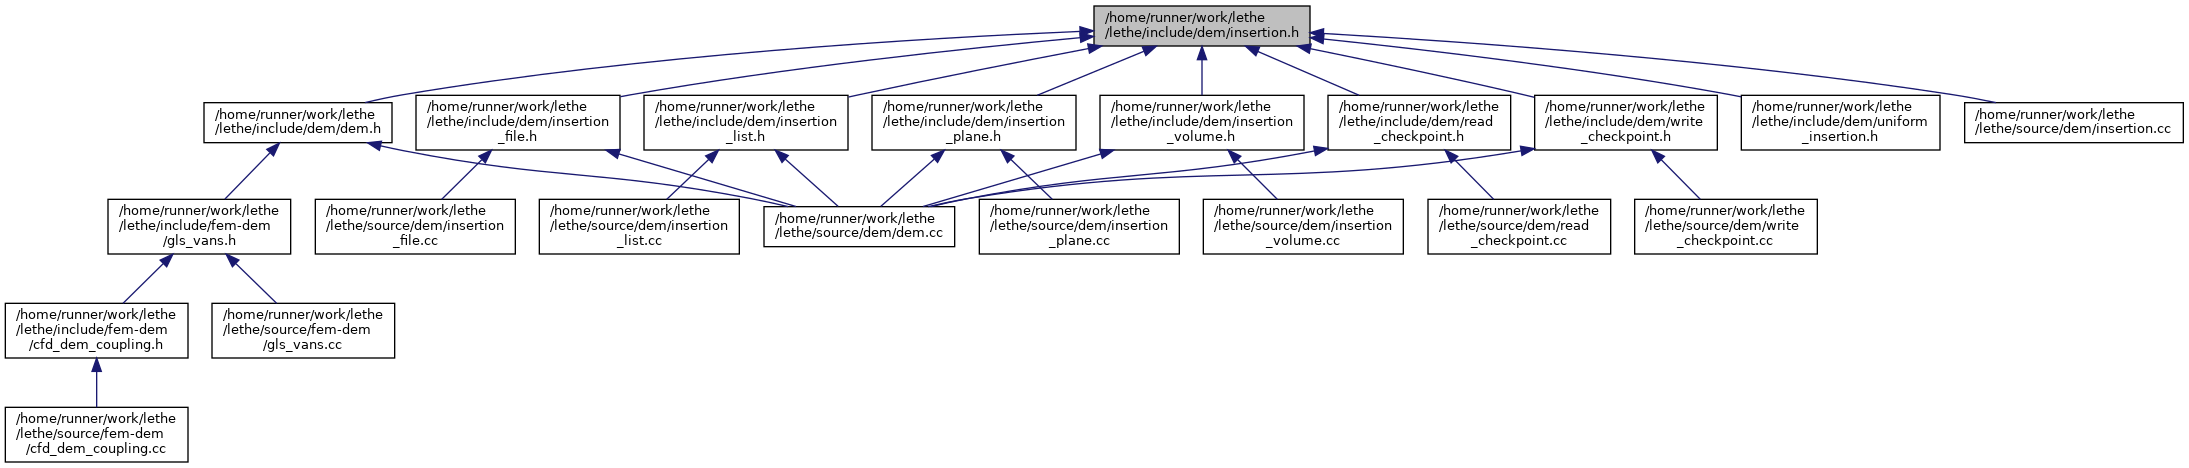 /home/runner/work/lethe
/lethe/include/dem/insertion.h
/home/runner/work/lethe
/lethe/include/dem/dem.h
/home/runner/work/lethe
/lethe/include/dem/insertion
_file.h
/home/runner/work/lethe
/lethe/include/dem/insertion
_list.h
/home/runner/work/lethe
/lethe/include/dem/insertion
_plane.h
/home/runner/work/lethe
/lethe/include/dem/insertion
_volume.h
/home/runner/work/lethe
/lethe/include/dem/read
_checkpoint.h
/home/runner/work/lethe
/lethe/include/dem/write
_checkpoint.h
/home/runner/work/lethe
/lethe/include/dem/uniform
_insertion.h
/home/runner/work/lethe
/lethe/source/dem/insertion.cc
/home/runner/work/lethe
/lethe/include/fem-dem
/gls_vans.h
/home/runner/work/lethe
/lethe/source/dem/insertion
_file.cc
/home/runner/work/lethe
/lethe/source/dem/insertion
_list.cc
/home/runner/work/lethe
/lethe/source/dem/dem.cc
/home/runner/work/lethe
/lethe/source/dem/insertion
_plane.cc
/home/runner/work/lethe
/lethe/source/dem/insertion
_volume.cc
/home/runner/work/lethe
/lethe/source/dem/read
_checkpoint.cc
/home/runner/work/lethe
/lethe/source/dem/write
_checkpoint.cc
/home/runner/work/lethe
/lethe/include/fem-dem
/cfd_dem_coupling.h
/home/runner/work/lethe
/lethe/source/fem-dem
/gls_vans.cc
/home/runner/work/lethe
/lethe/source/fem-dem
/cfd_dem_coupling.cc